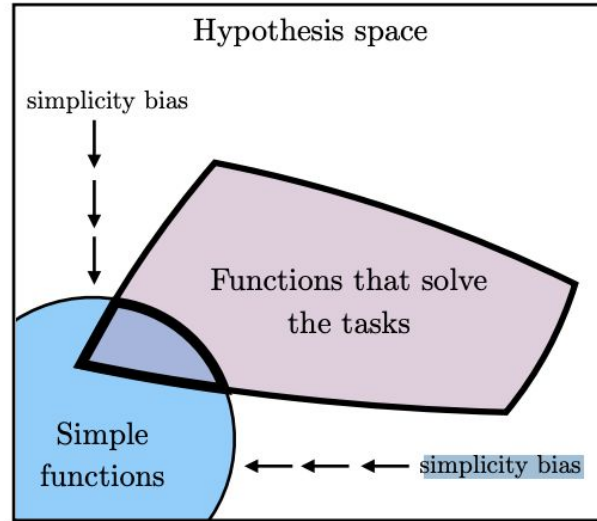 Hypothesis space
simplicity bias
Functions that solve
the tasks
Simple
functions
simplicity bias